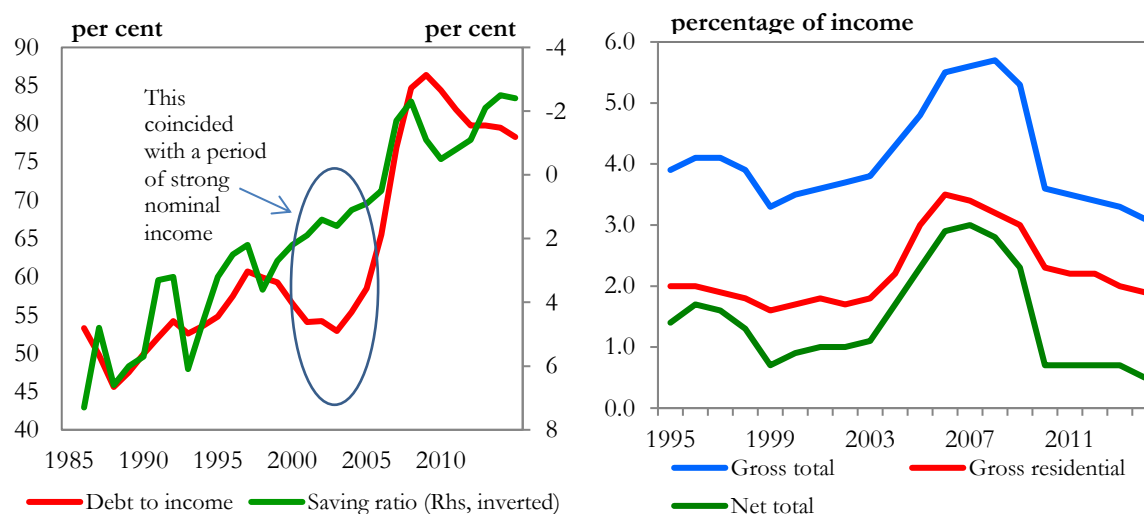 per cent
per cent
90
85
80
75
70
65
60
55
50
45
40
-4
-2
0
2
4
6
8
This
coincided
with a period
of strong
nominal
income
1985 1990 1995 2000 2005 2010
Debt to income Saving ratio (Rhs, inverted)
percentage of income
6.0
5.0
4.0
3.0
2.0
1.0
0.0
1995 1999 2003 2007 2011
Gross total Gross residential
Net total